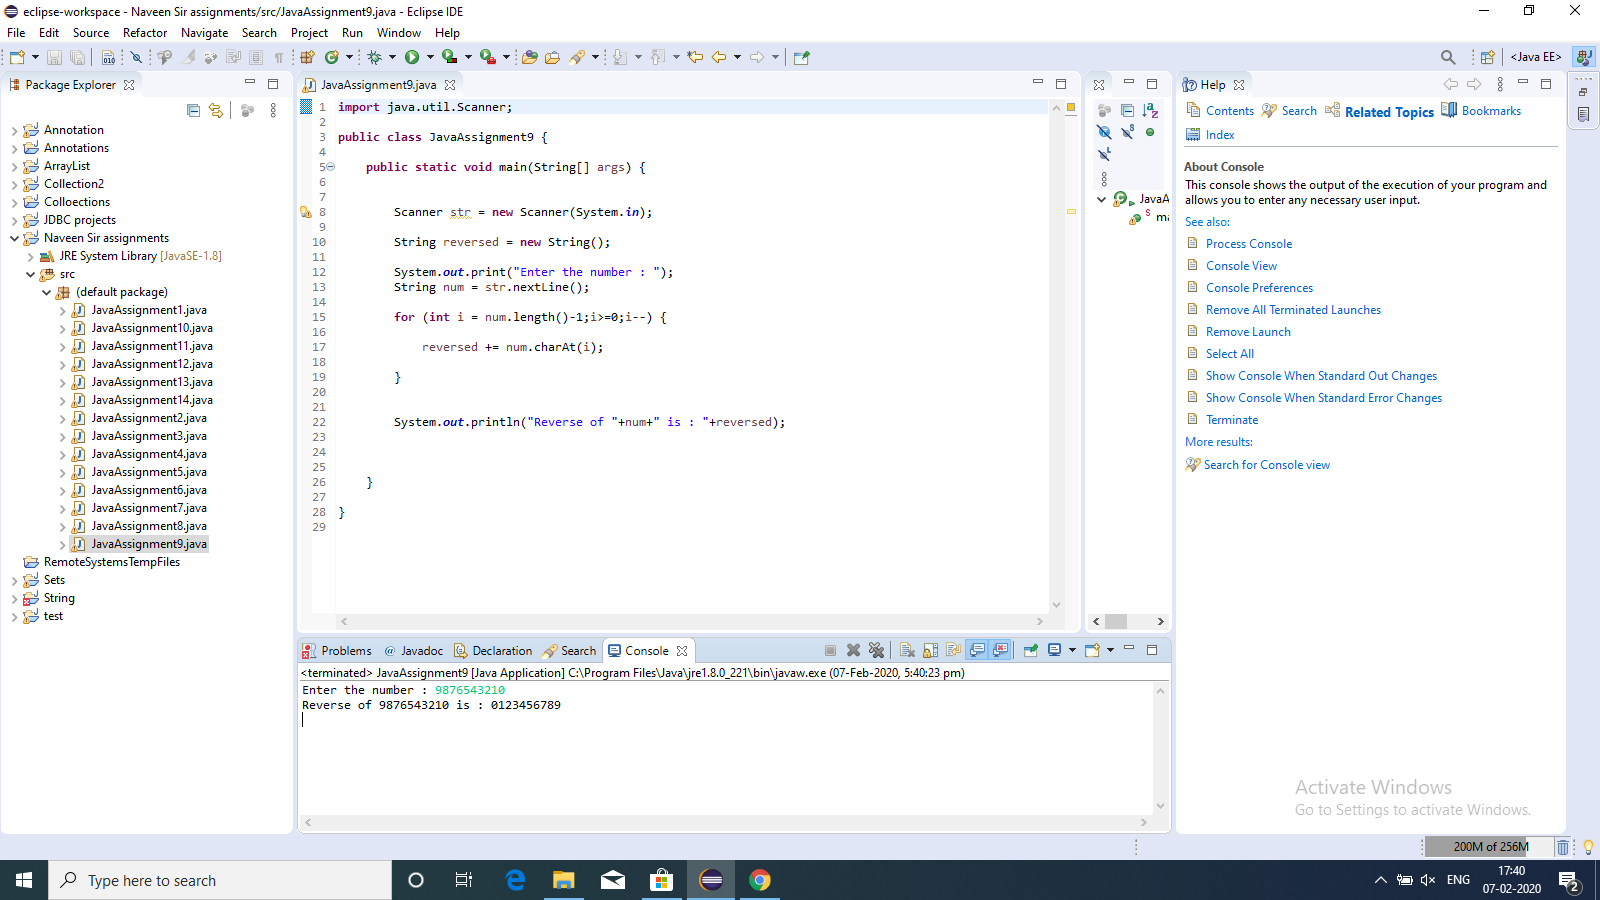 eclipse-workspace - Naveen Sir assignments/src/JavaAssignment9.java - Eclipse IDE
File Edit Source Refactor Navigate Search Project Run Window Help
<Java EE>
Package Explorer
Annotation
Annotations
ArrayList
Collection2
Colloections
JDBC projects
Naveen Sir assignments
JRE System Library [JavaSE-1.8]
src
(default package)
JavaAssignment1.java
JavaAssignment10.java
JavaAssignment11.java
JavaAssignment12.java
JavaAssignment13.java
JavaAssignment14.java
JavaAssignment2.java
JavaAssignment3.java
JavaAssignment4.java
JavaAssignment5.java
JavaAssignment6.java
JavaAssignment7.java
JavaAssignment8.java
JavaAssignment9.java
RemoteSystemsTempFiles
Sets
String
test
JavaAssignment9.java
1 import java.util.Scanner;
2
3 public class JavaAssignment9 {
4
5 public static void main(String[] args) {
6
7
8 Scanner str = new Scanner(System.in);
9
10 String reversed = new String();
11
12 System.out.print("Enter the number : ");
13 String num = str.nextLine();
14
15 for (int i = num.length()-1;i>=0;i--) {
16
17 reversed += num.charAt(i);
18
19 }
20
21
22 System.out.println("Reverse of "+num+" is : "+reversed);
23
24
25
26 }
27
28 }
29
JavaA
S ma
Help
Contents Search Related Topics Bookmarks
Index
About Console
This console shows the output of the execution of your program and
allows you to enter any necessary user input.
See also:
Process Console
Console View
Console Preferences
Remove All Terminated Launches
Remove Launch
Select All
Show Console When Standard Out Changes
Show Console When Standard Error Changes
Terminate
More results:
Search for Console view
Problems @ Javadoc Declaration Search Console
<terminated> JavaAssignment9 [Java Application] C:\Program Files\Java\jre1.8.0_221\bin\javaw.exe (07-Feb-2020, 5:40:23 pm)
Enter the number : 9876543210
Reverse of 9876543210 is : 0123456789
Activate Windows
Go to Settings to activate Windows.
200M of 256M
Type here to search
ENG
17:40
07-02-2020
2